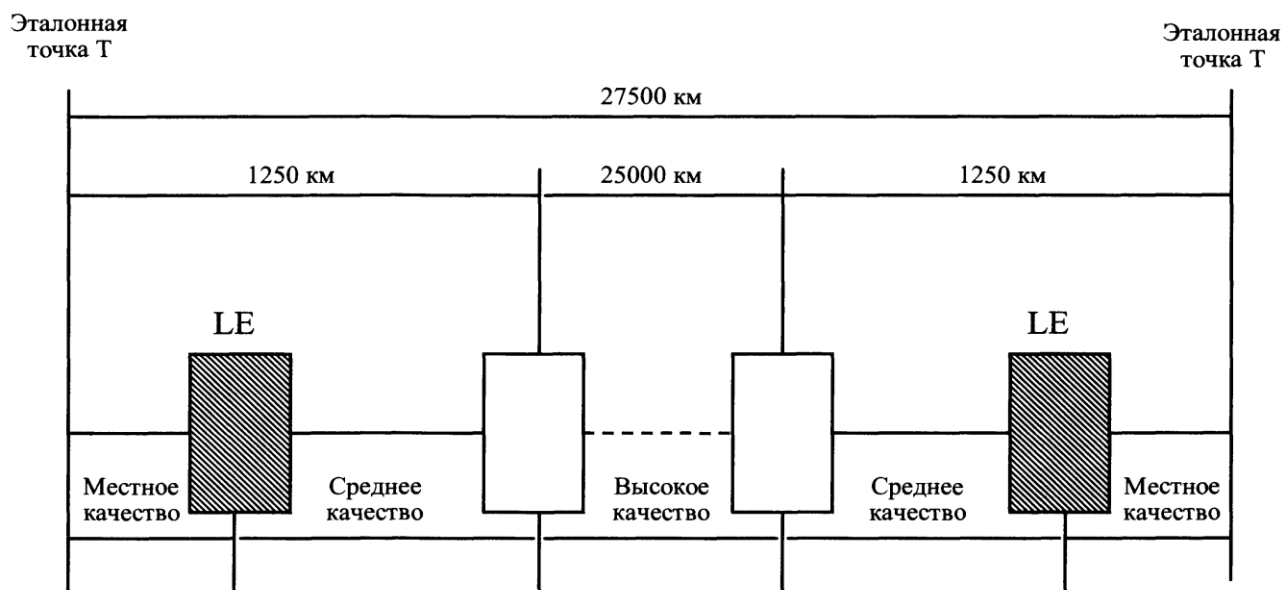 Эталонная
точка Т
Эталонная
точка Т
27500 км
1250 км
25000 км
1250 км
LE
LE
Местное
качество
Среднее
качество
Высокое
качество
Среднее
качество
Местное
качество